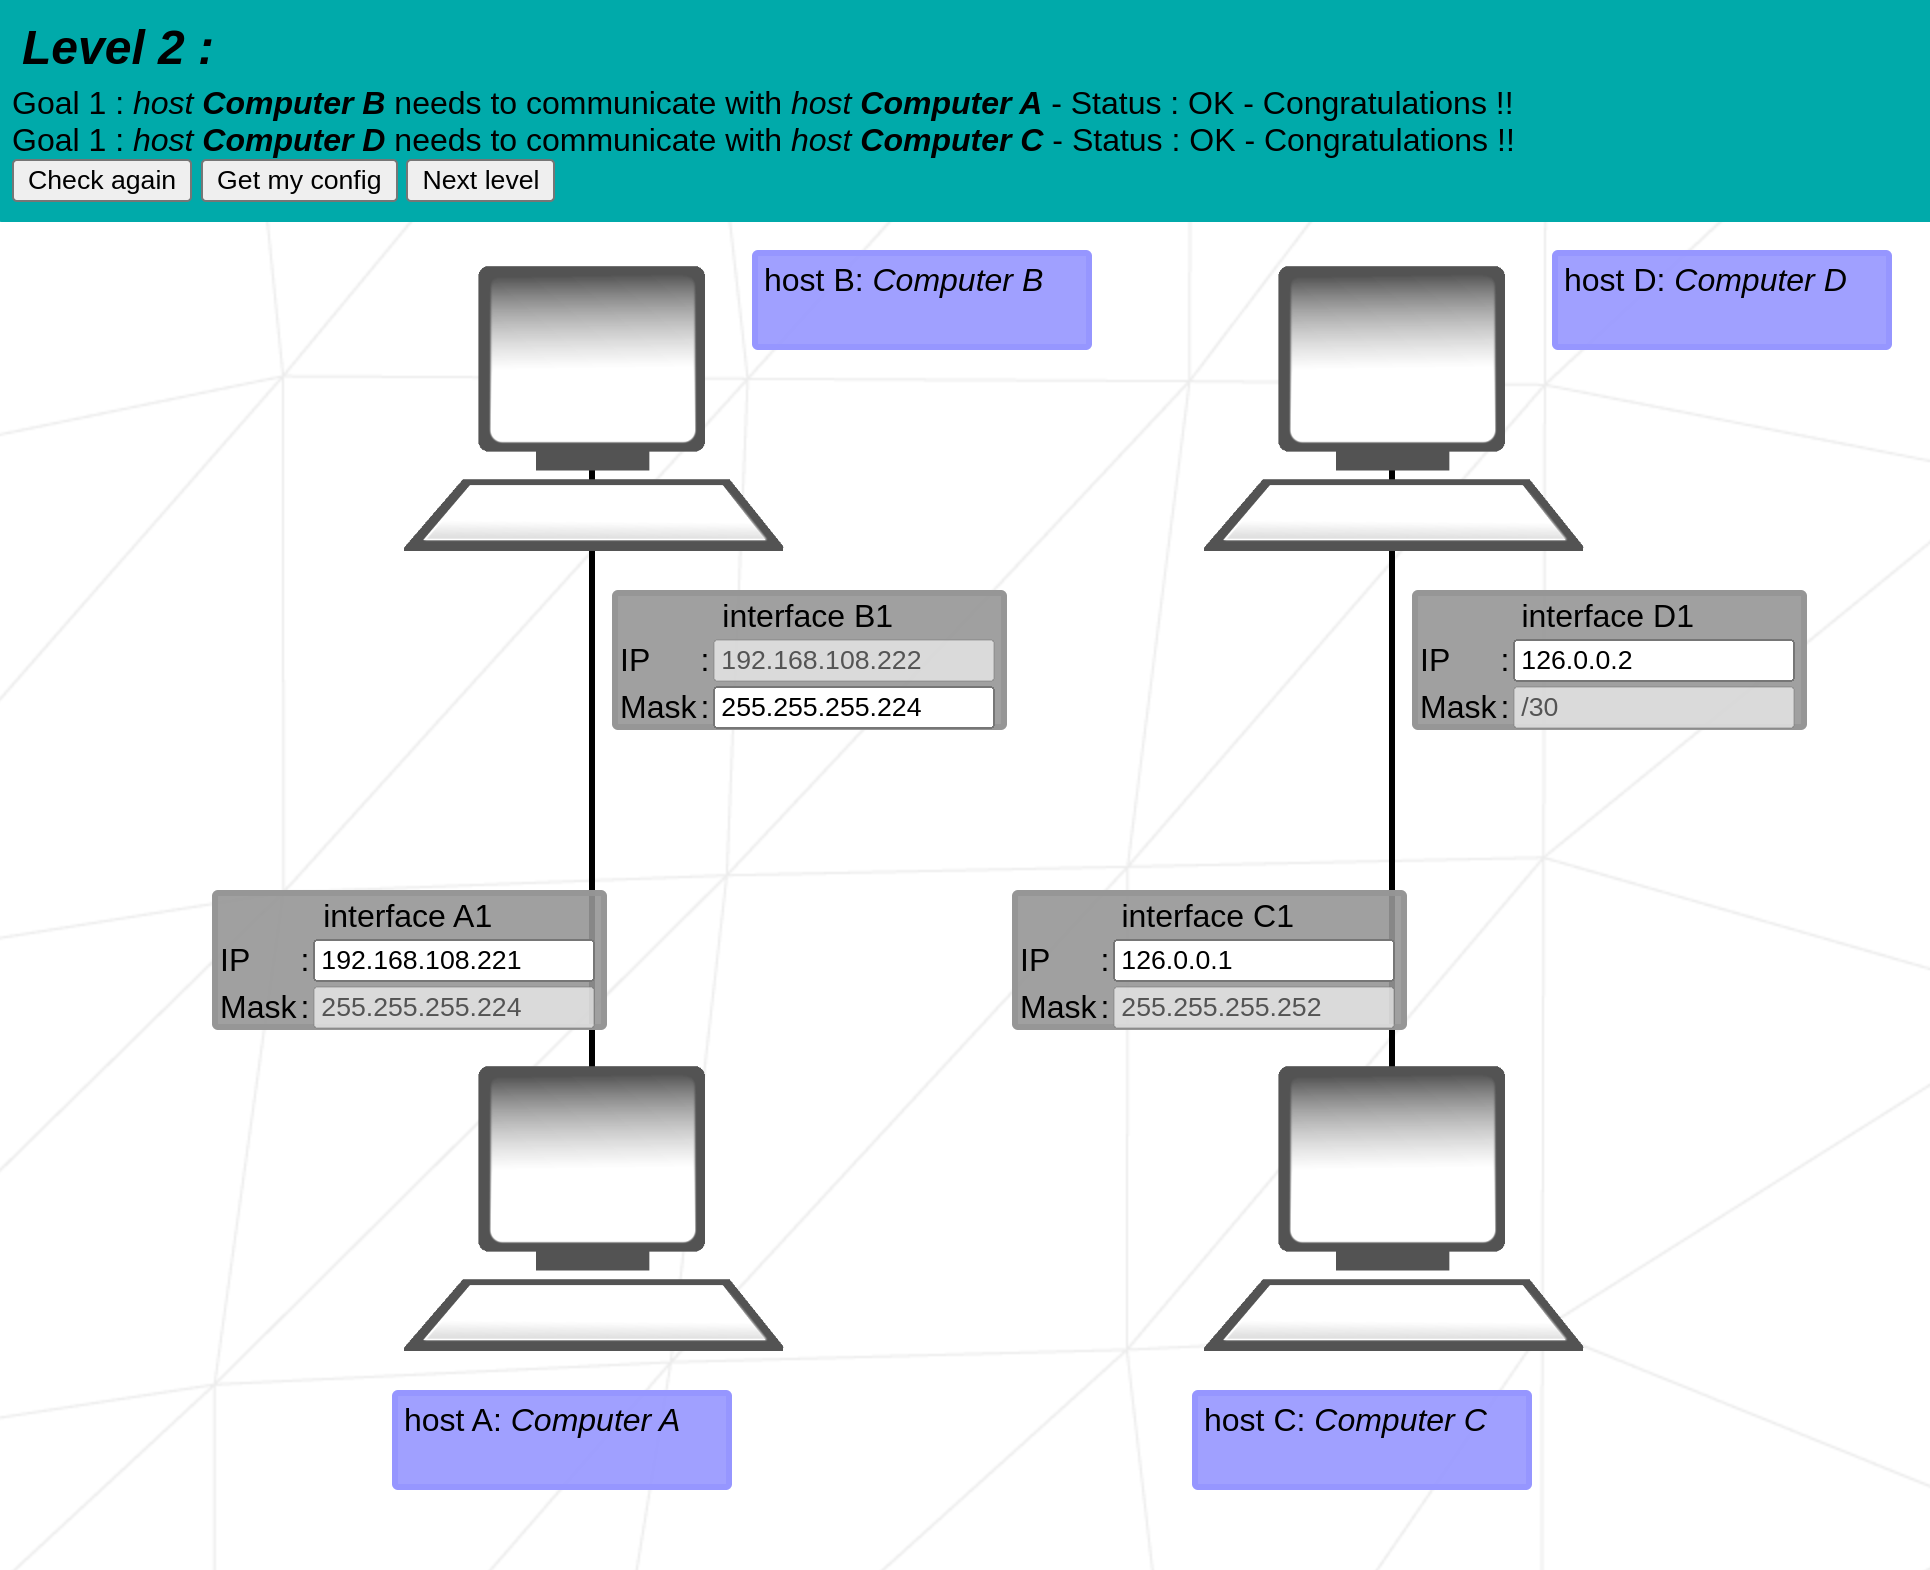 Level 2 :
Goal 1 : host Computer B needs to communicate with host Computer A - Status : OK - Congratulations !!
Goal 1 : host Computer D needs to communicate with host Computer C - Status : OK - Congratulations !!
Check again Get my config Next level
host B: Computer B
host D: Computer D
interface B1
IP : 192.168.108.222
Mask : 255.255.255.224
interface D1
IP : 126.0.0.2
Mask : /30
interface A1
IP : 192.168.108.221
Mask : 255.255.255.224
interface C1
IP : 126.0.0.1
Mask : 255.255.255.252
host A: Computer A
host C: Computer C